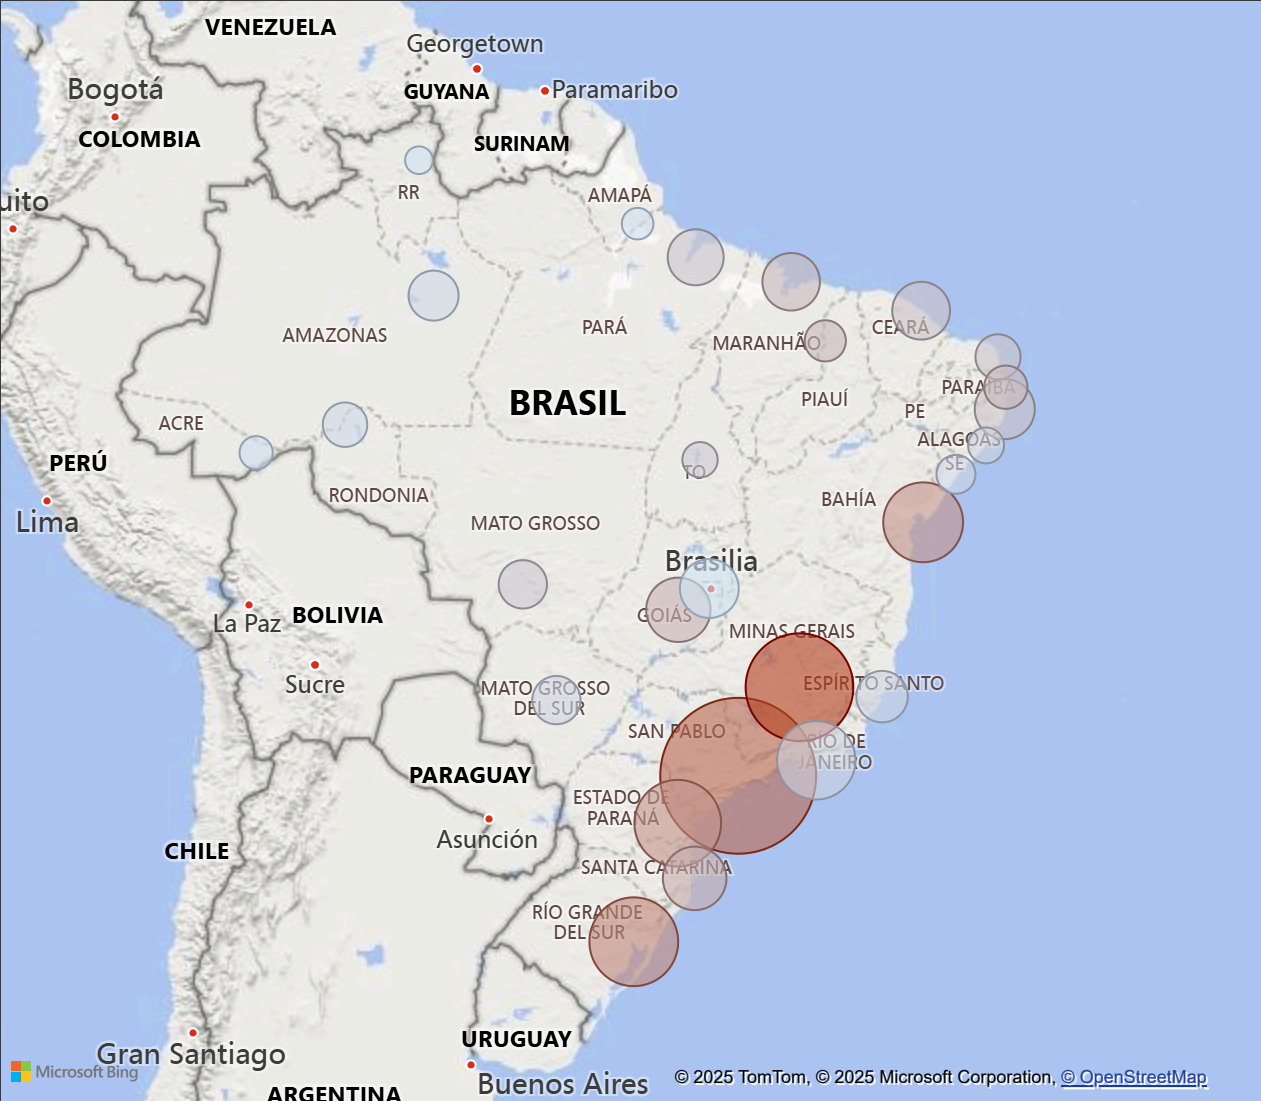 VENEZUELA
Georgetown
Bogotá
GUYANA
Paramaribo
COLOMBIA
SURINAM
RR
AMAPÁ
uito
AMAZONAS
PARÁ
MARANHÃO
CEARÁ
BRASIL
PIAUÍ
PARAÍBA
PE
ACRE
ALAGOAS
PERÚ
TO
SE
RONDONIA
BAHÍA
Lima
MATO GROSSO
Brasilia
La Paz
BOLIVIA
GOIÁS
MINAS GERAIS
Sucre
MATO GROSSO
DEL SUR
ESPÍRITO SANTO
SAN PABLO
RÍO DE
JANEIRO
PARAGUAY
ESTADO DE
PARANÁ
Asunción
CHILE
SANTA CATARINA
RÍO GRANDE
DEL SUR
URUGUAY
Gran Santiago
Microsoft Bing
Buenos Aires
© 2025 TomTom, © 2025 Microsoft Corporation, © OpenStreetMap
ARGENTINA